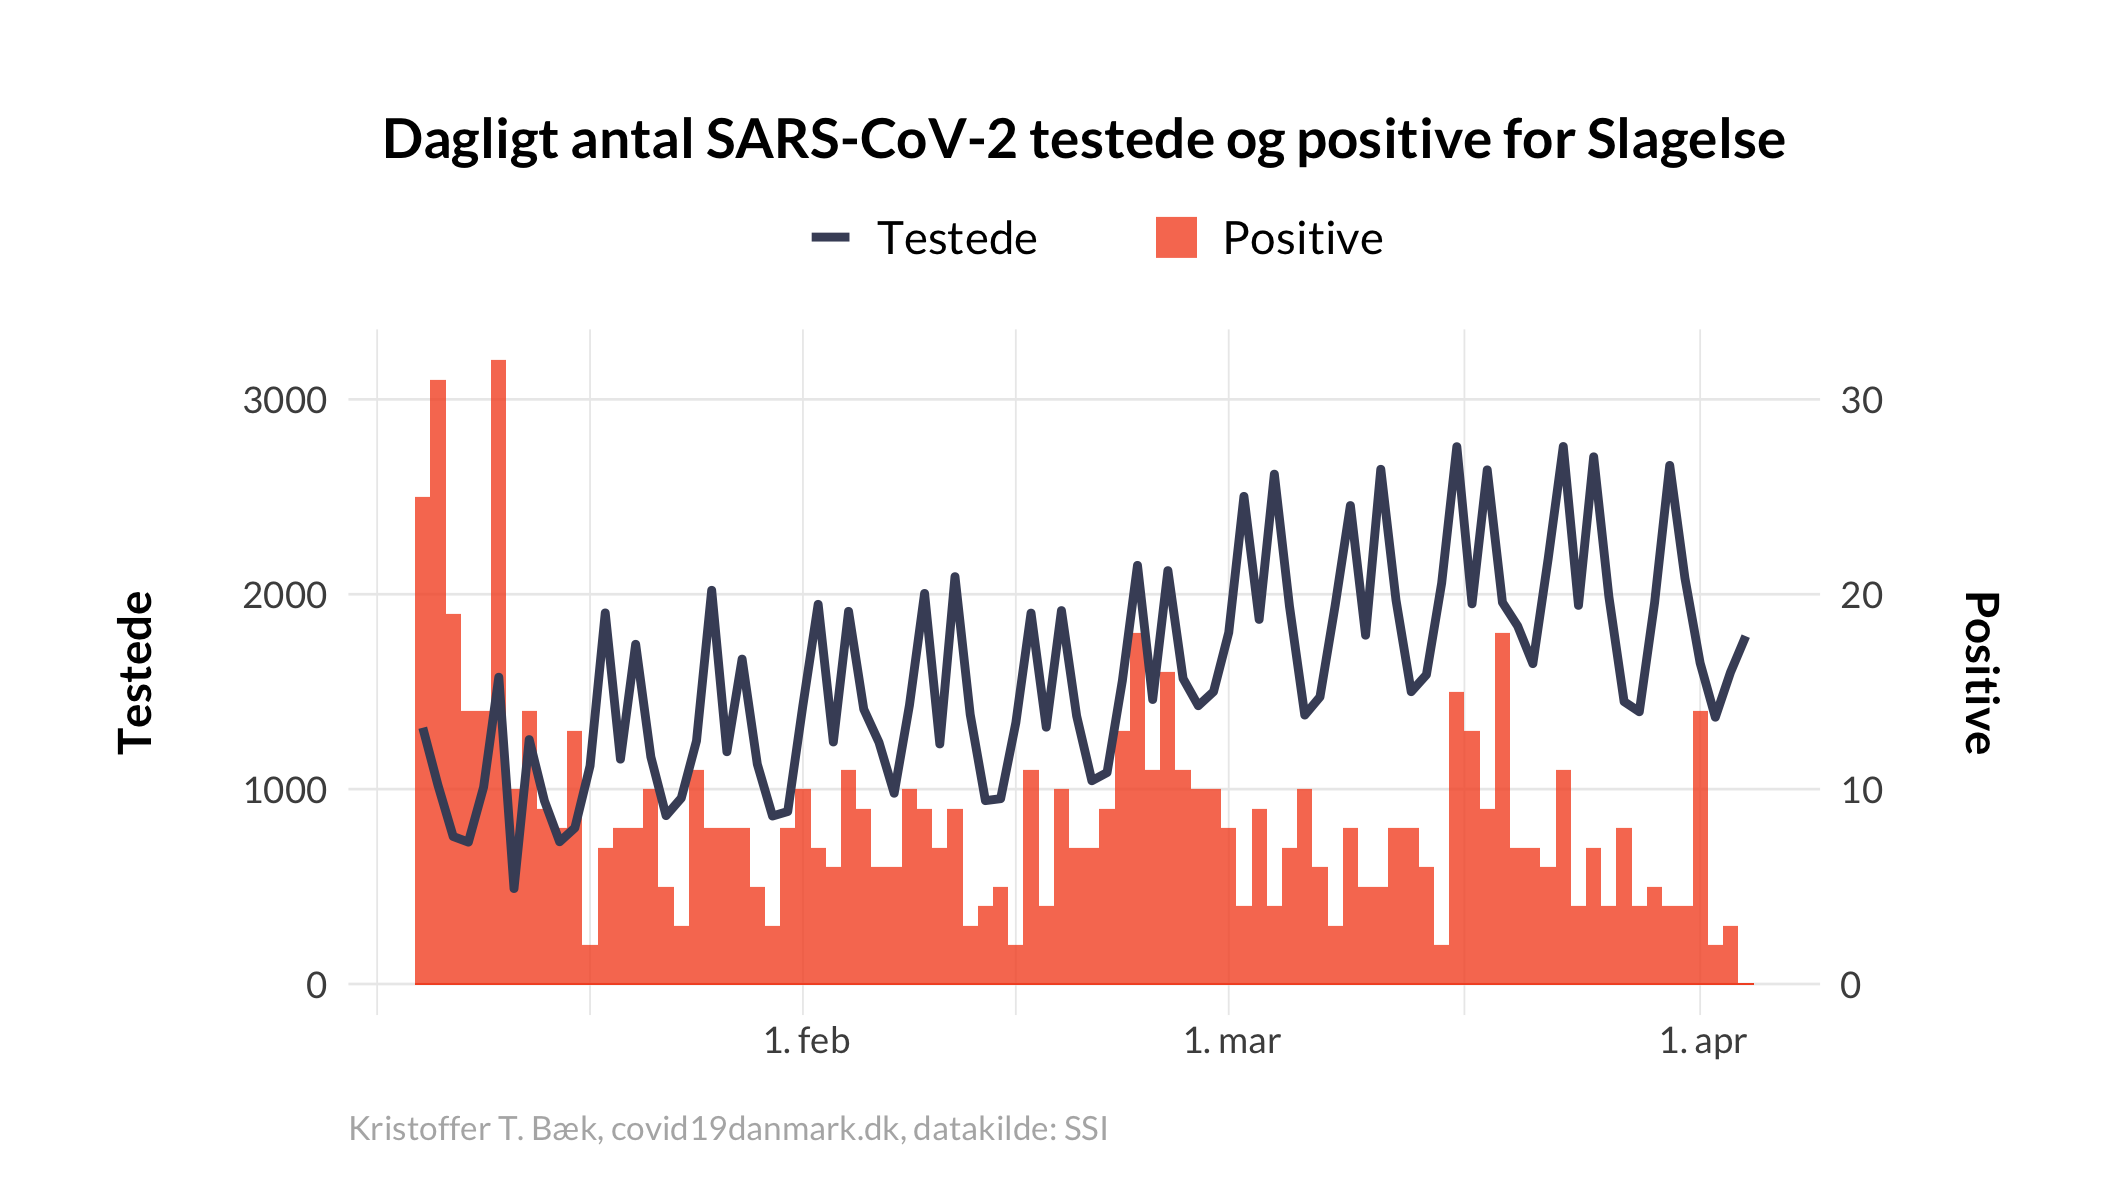 Dagligt antal SARS-CoV-2 testede og positive for Slagelse
Testede Positive
3000 30
2000 20
Testede Positive
1000 10
0 0
1. feb 1. mar 1. apr
Kristoffer T. Bæk, covid19danmark.dk, datakilde: SSI